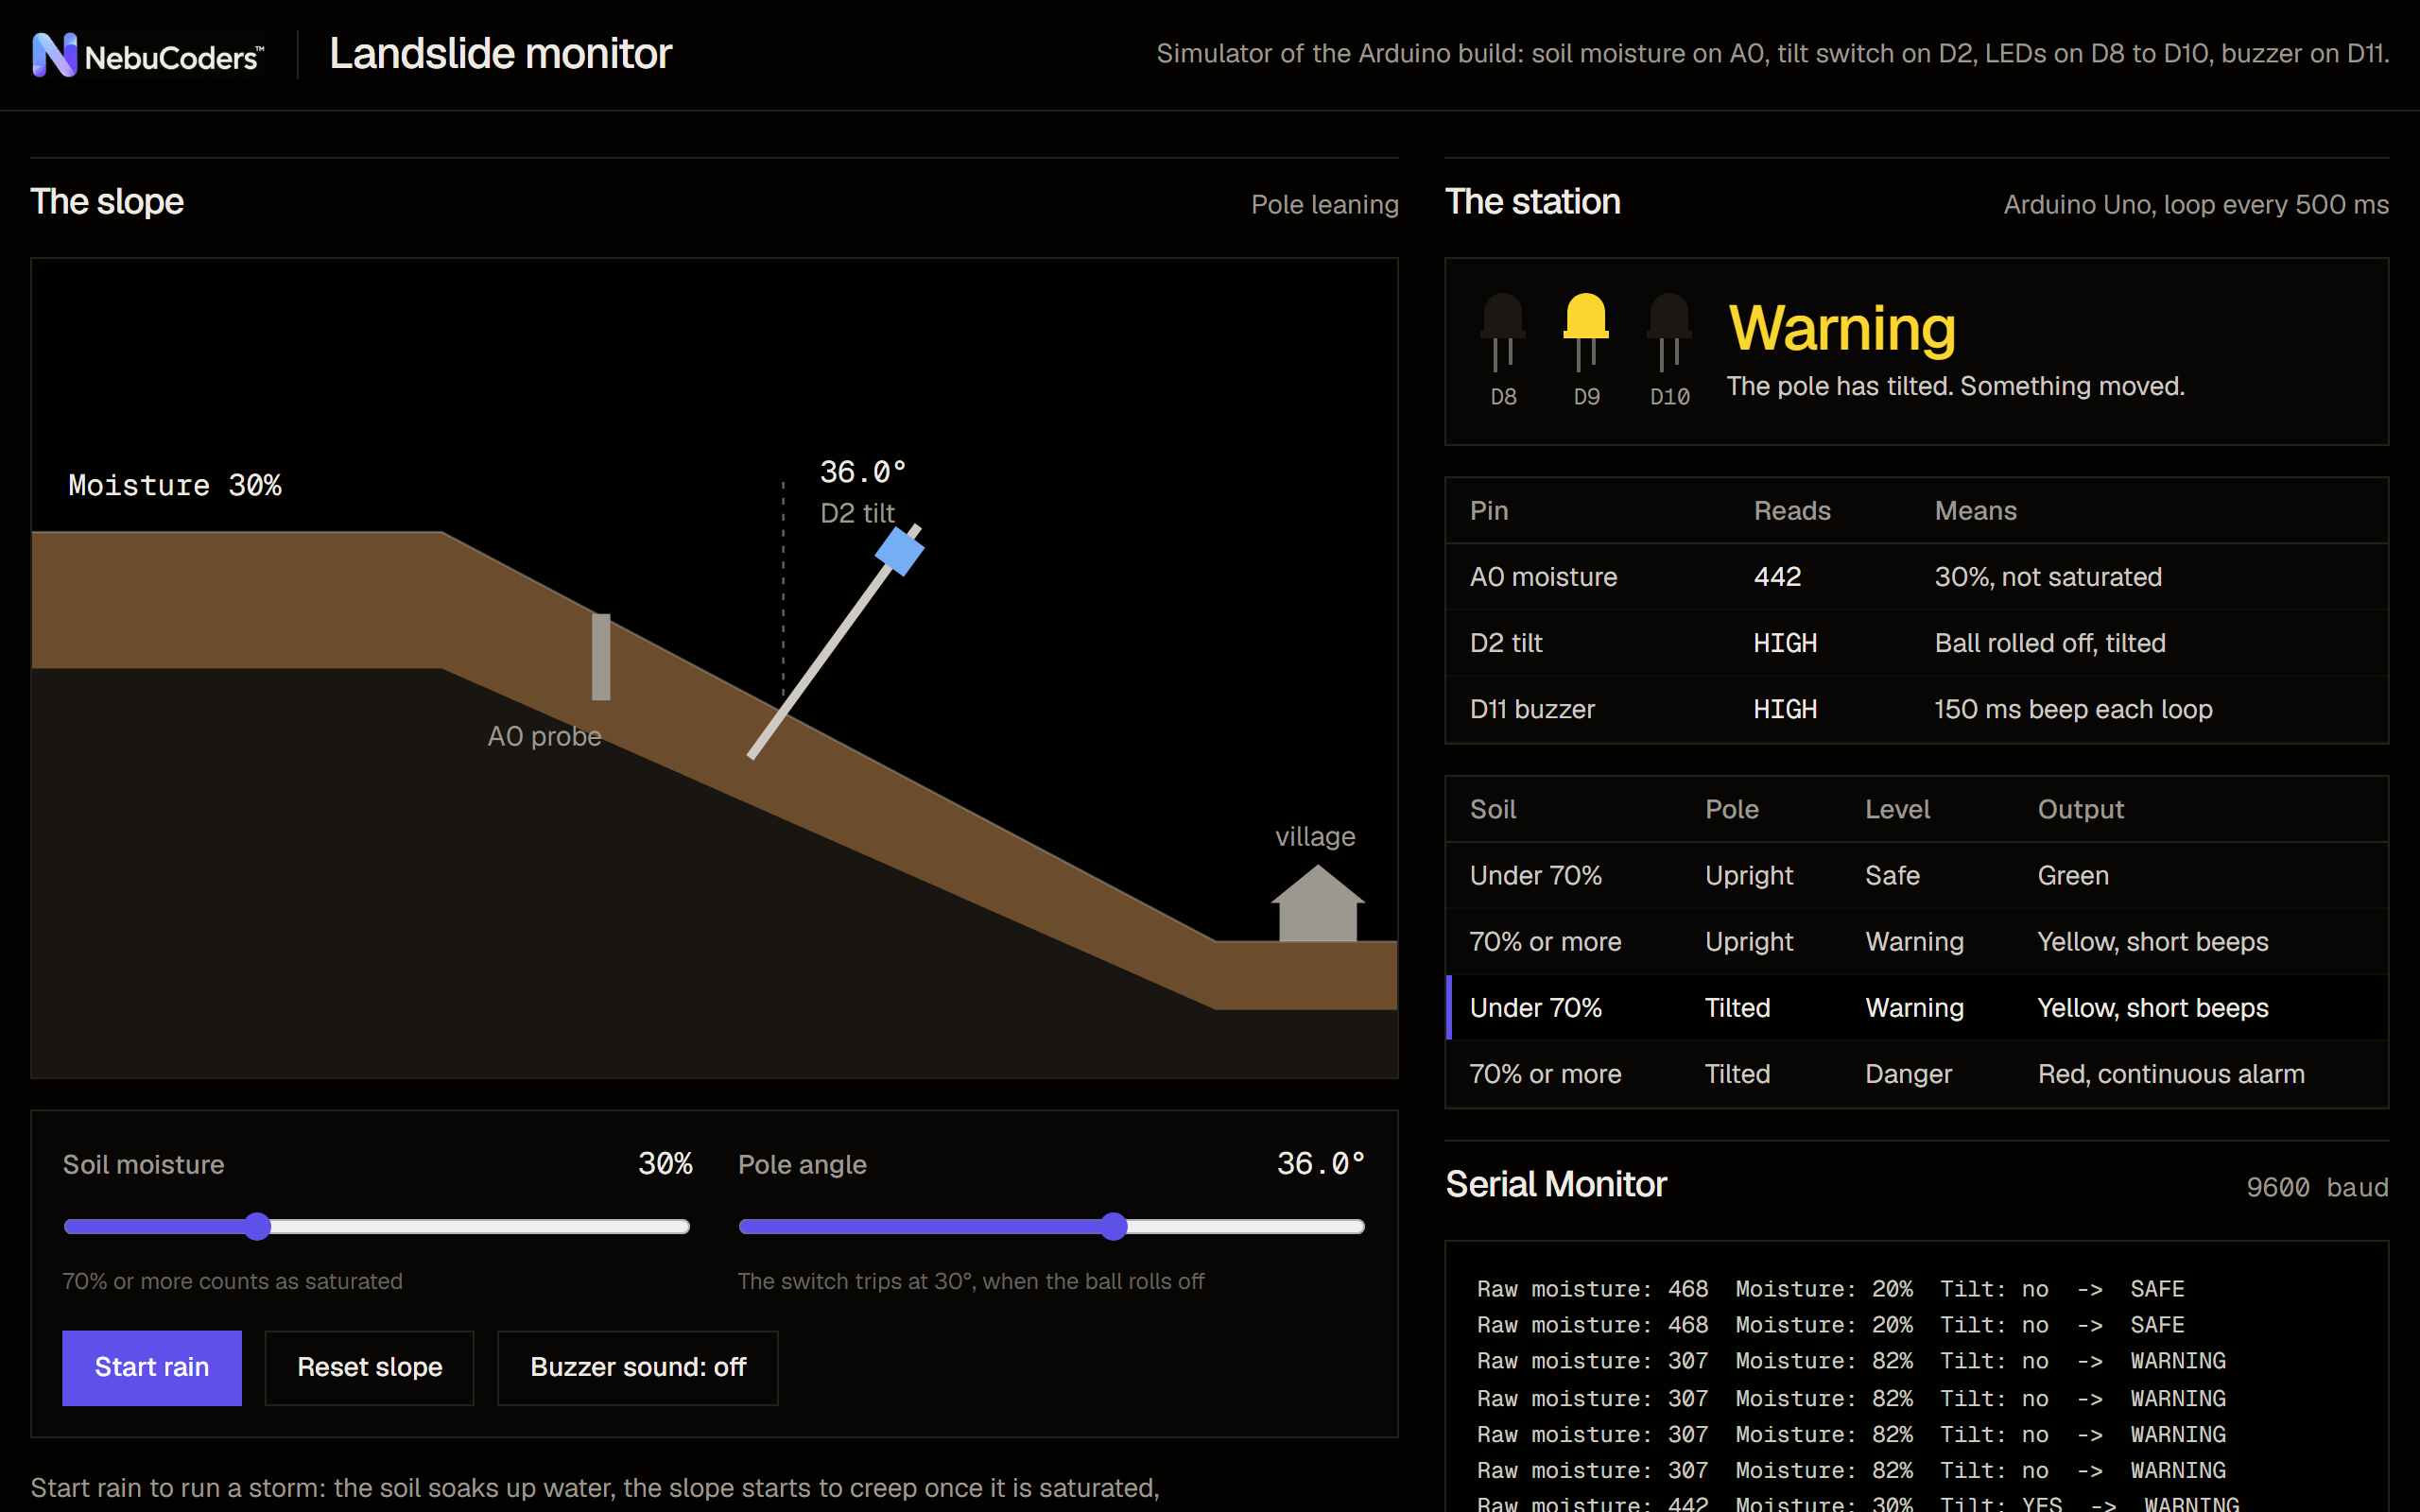 NebuCoders™
Landslide monitor
Simulator of the Arduino build: soil moisture on A0, tilt switch on D2, LEDs on D8 to D10, buzzer on D11.
The slope
Pole leaning
Moisture 30%
36.0°
D2 tilt
A0 probe
village
Soil moisture
30%
70% or more counts as saturated
Pole angle
36.0°
The switch trips at 30°, when the ball rolls off
Start rain
Reset slope
Buzzer sound: off
Start rain to run a storm: the soil soaks up water, the slope starts to creep once it is saturated,
The station
Arduino Uno, loop every 500 ms
D8
D9
D10
Warning
The pole has tilted. Something moved.
Pin Reads Means
A0 moisture 442 30%, not saturated
D2 tilt HIGH Ball rolled off, tilted
D11 buzzer HIGH 150 ms beep each loop
Soil Pole Level Output
Under 70% Upright Safe Green
70% or more Upright Warning Yellow, short beeps
Under 70% Tilted Warning Yellow, short beeps
70% or more Tilted Danger Red, continuous alarm
Serial Monitor
9600 baud
Raw moisture: 468 Moisture: 20% Tilt: no -> SAFE
Raw moisture: 468 Moisture: 20% Tilt: no -> SAFE
Raw moisture: 307 Moisture: 82% Tilt: no -> WARNING
Raw moisture: 307 Moisture: 82% Tilt: no -> WARNING
Raw moisture: 307 Moisture: 82% Tilt: no -> WARNING
Raw moisture: 307 Moisture: 82% Tilt: no -> WARNING
Raw moisture: 442 Moisture: 30% Tilt: YES -> WARNING